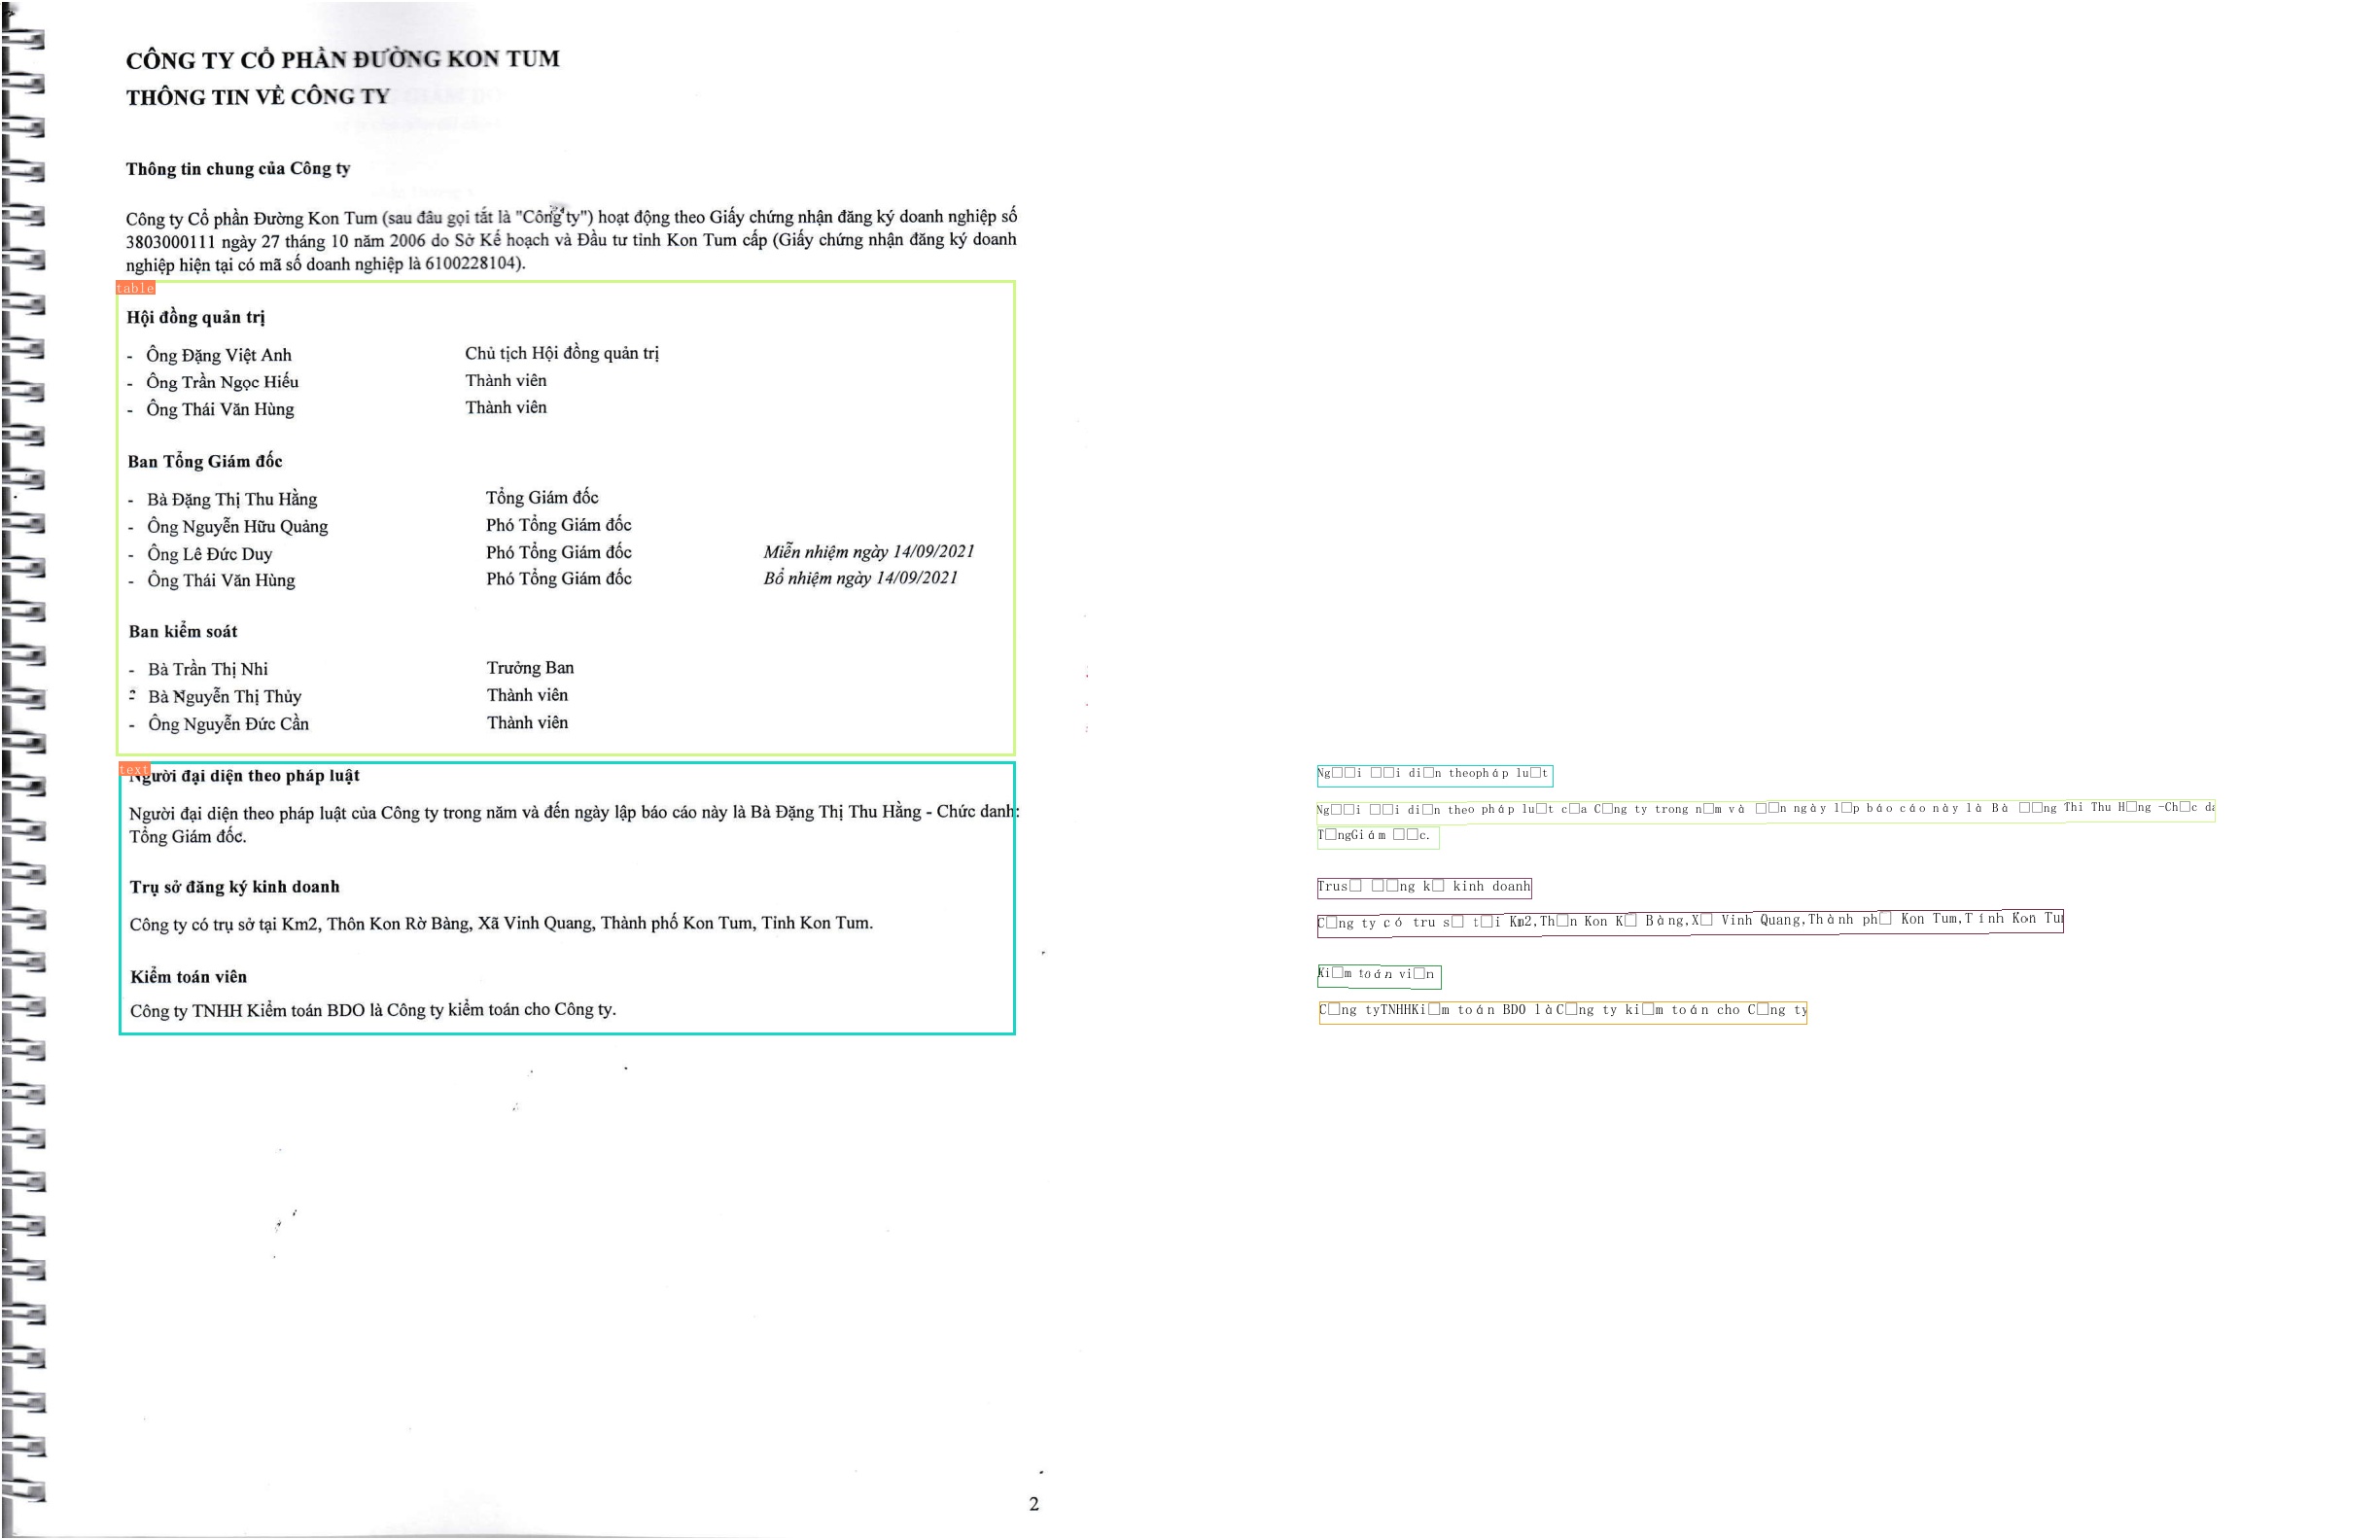 CÔNG TY CỔ PHẦN ĐƯỜNG KON TUM
THÔNG TIN VỀ CÔNG TY
Thông tin chung của Công ty
Công ty Cổ phần Đường Kon Tum (sau đâu gọi tắt là "Công ty") hoạt động theo Giấy chứng nhận đăng ký doanh nghiệp số
3803000111 ngày 27 tháng 10 năm 2006 do Sở Kế hoạch và Đầu tư tỉnh Kon Tum cấp (Giấy chứng nhận đăng ký doanh
nghiệp hiện tại có mã số doanh nghiệp là 6100228104).
table
Hội đồng quản trị
- Ông Đặng Việt Anh Chủ tịch Hội đồng quản trị
- Ông Trần Ngọc Hiếu Thành viên
- Ông Thái Văn Hùng Thành viên
Ban Tổng Giám đốc
- Bà Đặng Thị Thu Hằng Tổng Giám đốc
- Ông Nguyễn Hữu Quảng Phó Tổng Giám đốc
- Ông Lê Đức Duy Phó Tổng Giám đốc Miễn nhiệm ngày 14/09/2021
- Ông Thái Văn Hùng Phó Tổng Giám đốc Bổ nhiệm ngày 14/09/2021
Ban kiểm soát
- Bà Trần Thị Nhi Trưởng Ban
- Bà Nguyễn Thị Thủy Thành viên
- Ông Nguyễn Đức Cần Thành viên
text
Người đại diện theo pháp luật
Người đại diện theo pháp luật của Công ty trong năm và đến ngày lập báo cáo này là Bà Đặng Thị Thu Hằng - Chức danh:
Tổng Giám đốc.
Trụ sở đăng ký kinh doanh
Công ty có trụ sở tại Km2, Thôn Kon Rờ Bàng, Xã Vinh Quang, Thành phố Kon Tum, Tỉnh Kon Tum.
Kiểm toán viên
Công ty TNHH Kiểm toán BDO là Công ty kiểm toán cho Công ty.
2
Ng□□i □□i di□n theopháp lu□t
Ng□□i □□i di□n theo pháp lu□t c□a C□ng ty trong n□m và □□n ngày l□p báo cáo này là Bà □□ng Thi Thu H□ng -Ch□c da
T□ngGiám □□c.
Trus□ □□ng k□ kinh doanh
C□ng ty có tru s□ t□i Km2,Th□n Kon K□ Bàng,X□ Vinh Quang,Thành ph□ Kon Tum,Tính Kon Tu
Ki□m toán vi□n
C□ng tyTNHHKi□m toán BDO làC□ng ty ki□m toán cho C□ng ty